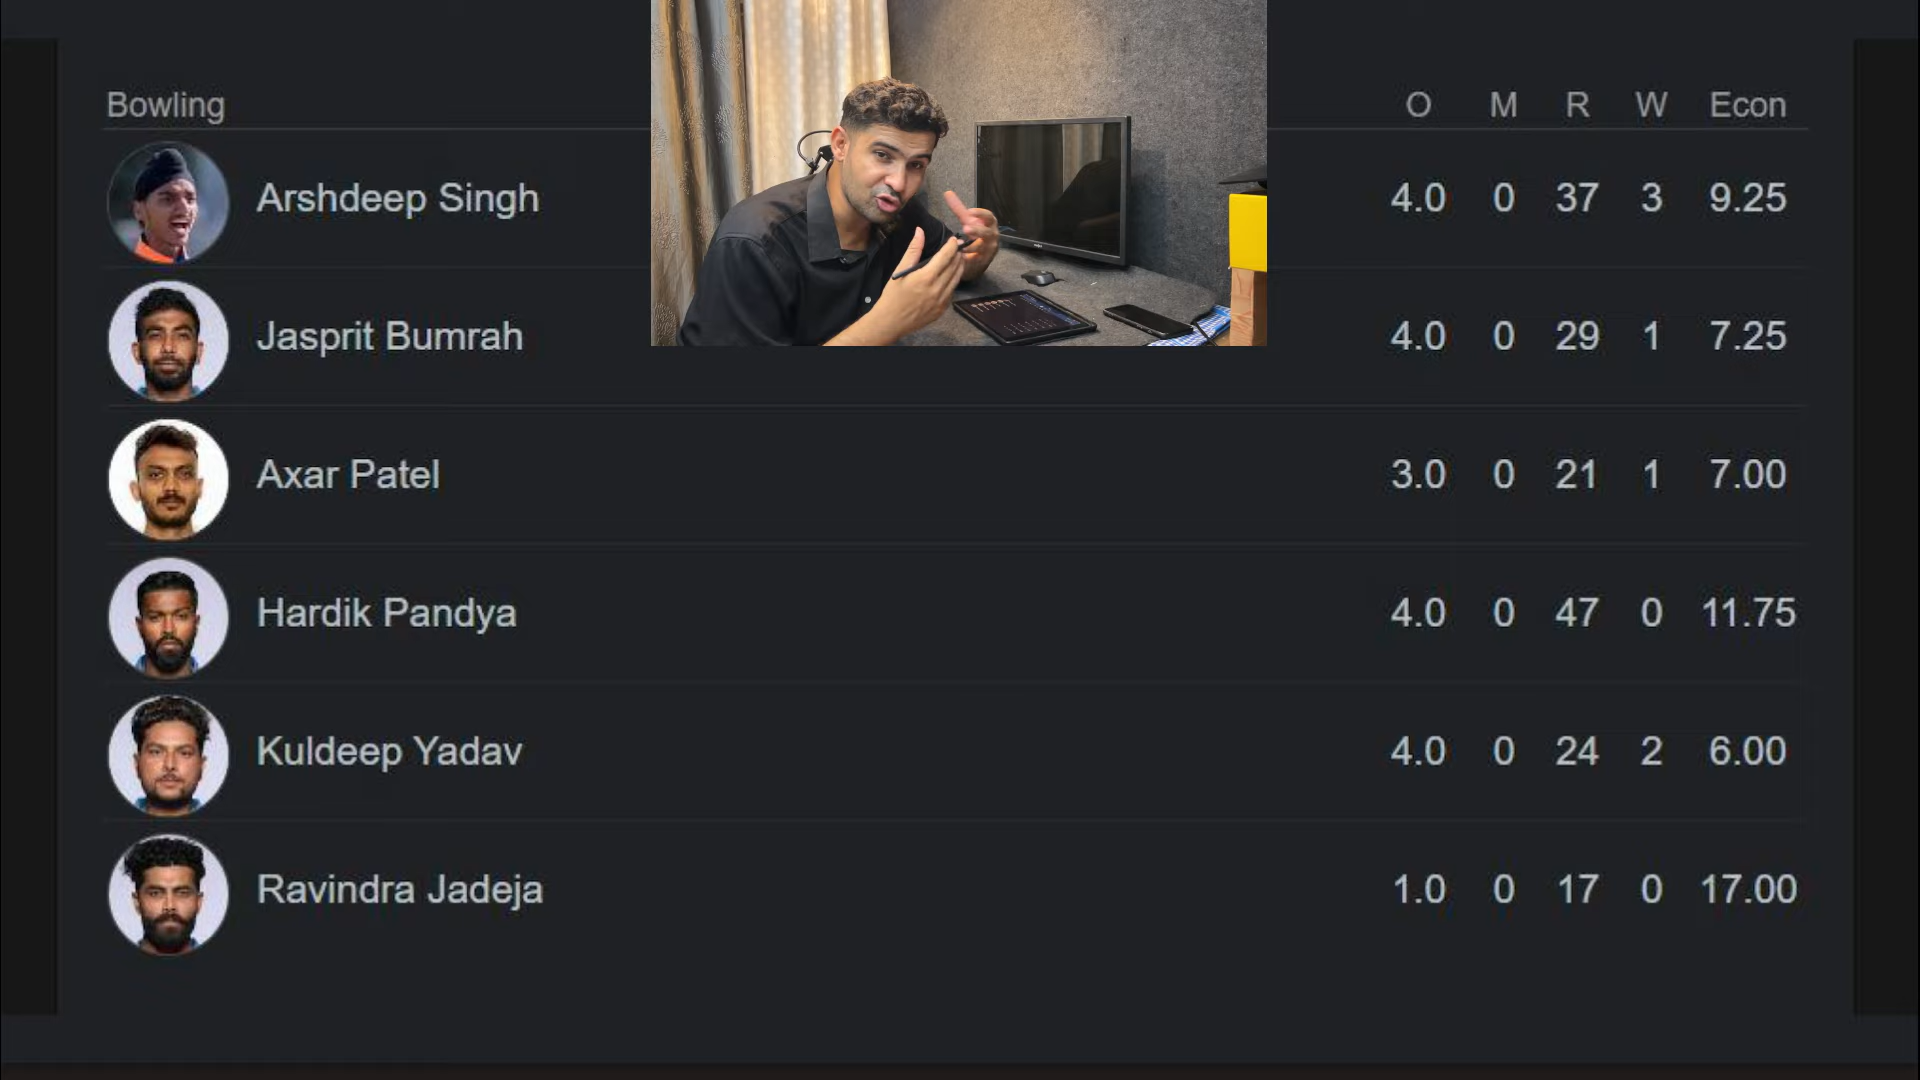 Bowling O M R W Econ
Arshdeep Singh 4.0 0 37 3 9.25
Jasprit Bumrah 4.0 0 29 1 7.25
Axar Patel 3.0 0 21 1 7.00
Hardik Pandya 4.0 0 47 0 11.75
Kuldeep Yadav 4.0 0 24 2 6.00
Ravindra Jadeja 1.0 0 17 0 17.00